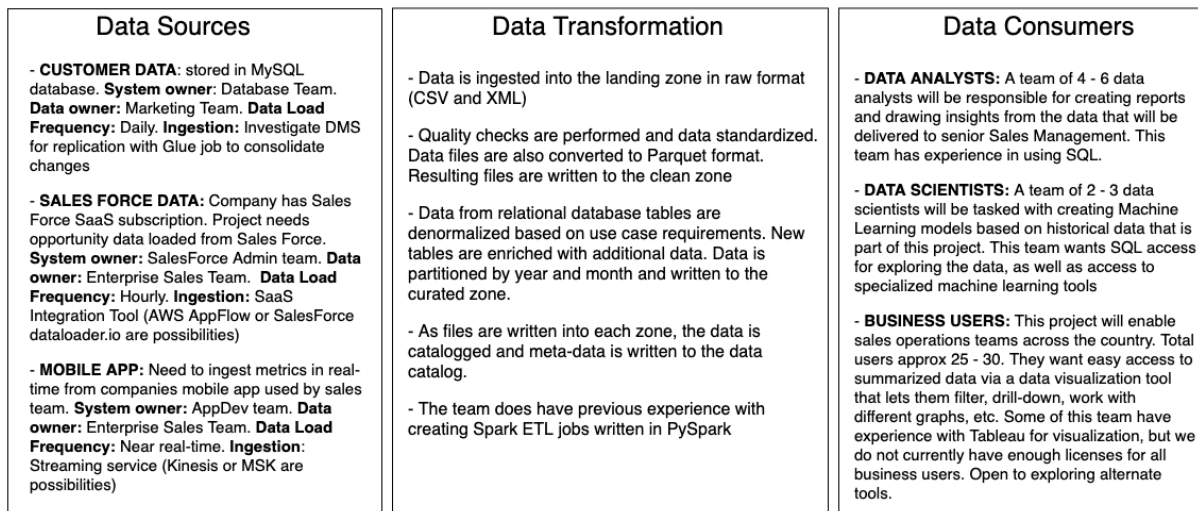 Data Sources
- CUSTOMER DATA: stored in MySQL
database. System owner: Database Team.
Data owner: Marketing Team. Data Load
Frequency: Daily. Ingestion: Investigate DMS
for replication with Glue job to consolidate
changes
- SALES FORCE DATA: Company has Sales
Force SaaS subscription. Project needs
opportunity data loaded from Sales Force.
System owner: SalesForce Admin team. Data
owner: Enterprise Sales Team. Data Load
Frequency: Hourly. Ingestion: SaaS
Integration Tool (AWS AppFlow or SalesForce
dataloader.io are possibilities)
- MOBILE APP: Need to ingest metrics in real-
time from companies mobile app used by sales
team. System owner: AppDev team. Data
owner: Enterprise Sales Team. Data Load
Frequency: Near real-time. Ingestion:
Streaming service (Kinesis or MSK are
possibilities)
Data Transformation
- Data is ingested into the landing zone in raw format
(CSV and XML)
- Quality checks are performed and data standardized.
Data files are also converted to Parquet format.
Resulting files are written to the clean zone
- Data from relational database tables are
denormalized based on use case requirements. New
tables are enriched with additional data. Data is
partitioned by year and month and written to the
curated zone.
- As files are written into each zone, the data is
catalogged and meta-data is written to the data
catalog.
- The team does have previous experience with
creating Spark ETL jobs written in PySpark
Data Consumers
- DATA ANALYSTS: A team of 4 - 6 data
analysts will be responsible for creating reports
and drawing insights from the data that will be
delivered to senior Sales Management. This
team has experience in using SQL.
- DATA SCIENTISTS: A team of 2 - 3 data
scientists will be tasked with creating Machine
Learning models based on historical data that is
part of this project. This team wants SQL access
for exploring the data, as well as access to
specialized machine learning tools
- BUSINESS USERS: This project will enable
sales operations teams across the country. Total
users approx 25 - 30. They want easy access to
summarized data via a data visualization tool
that lets them filter, drill-down, work with
different graphs, etc. Some of this team have
experience with Tableau for visualization, but we
do not currently have enough licenses for all
business users. Open to exploring alternate
tools.